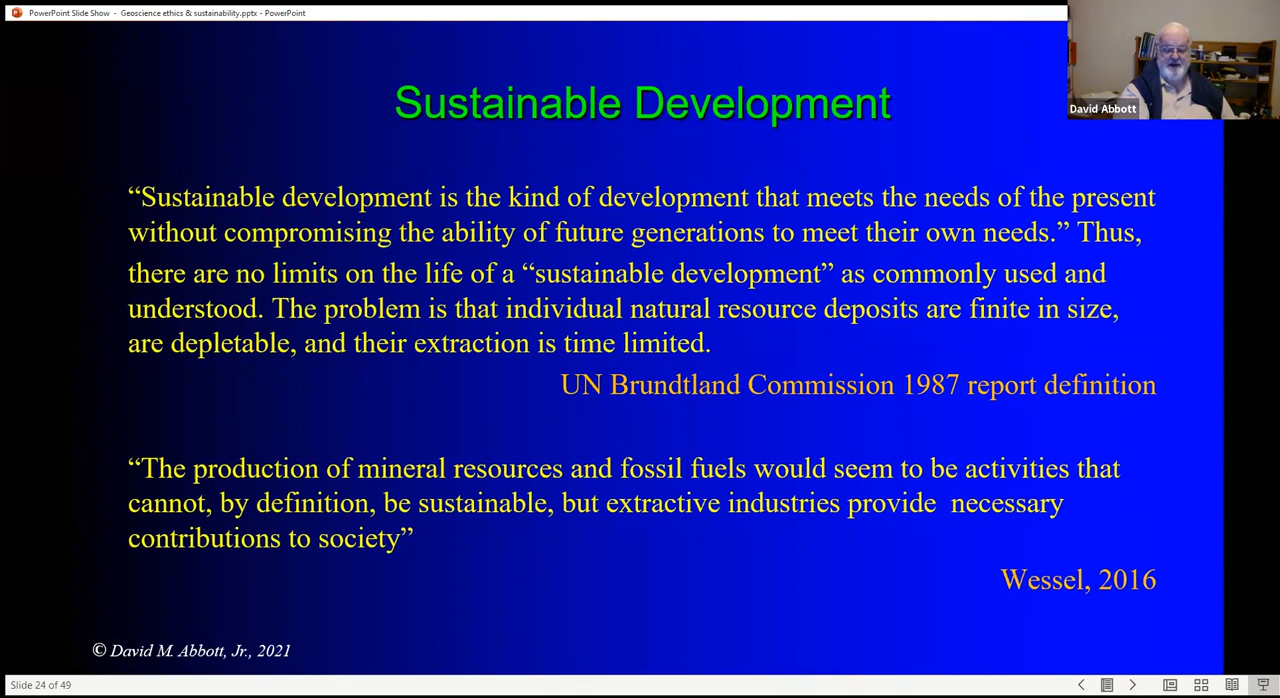 PowerPoint Slide Show - Geoscience ethics & sustainability.pptx - PowerPoint
David Abbott
Sustainable Development
“Sustainable development is the kind of development that meets the needs of the present
without compromising the ability of future generations to meet their own needs.” Thus,
there are no limits on the life of a “sustainable development” as commonly used and
understood. The problem is that individual natural resource deposits are finite in size,
are depletable, and their extraction is time limited.
UN Brundtland Commission 1987 report definition
“The production of mineral resources and fossil fuels would seem to be activities that
cannot, by definition, be sustainable, but extractive industries provide  necessary
contributions to society”
Wessel, 2016
© David M. Abbott, Jr., 2021
Slide 24 of 49